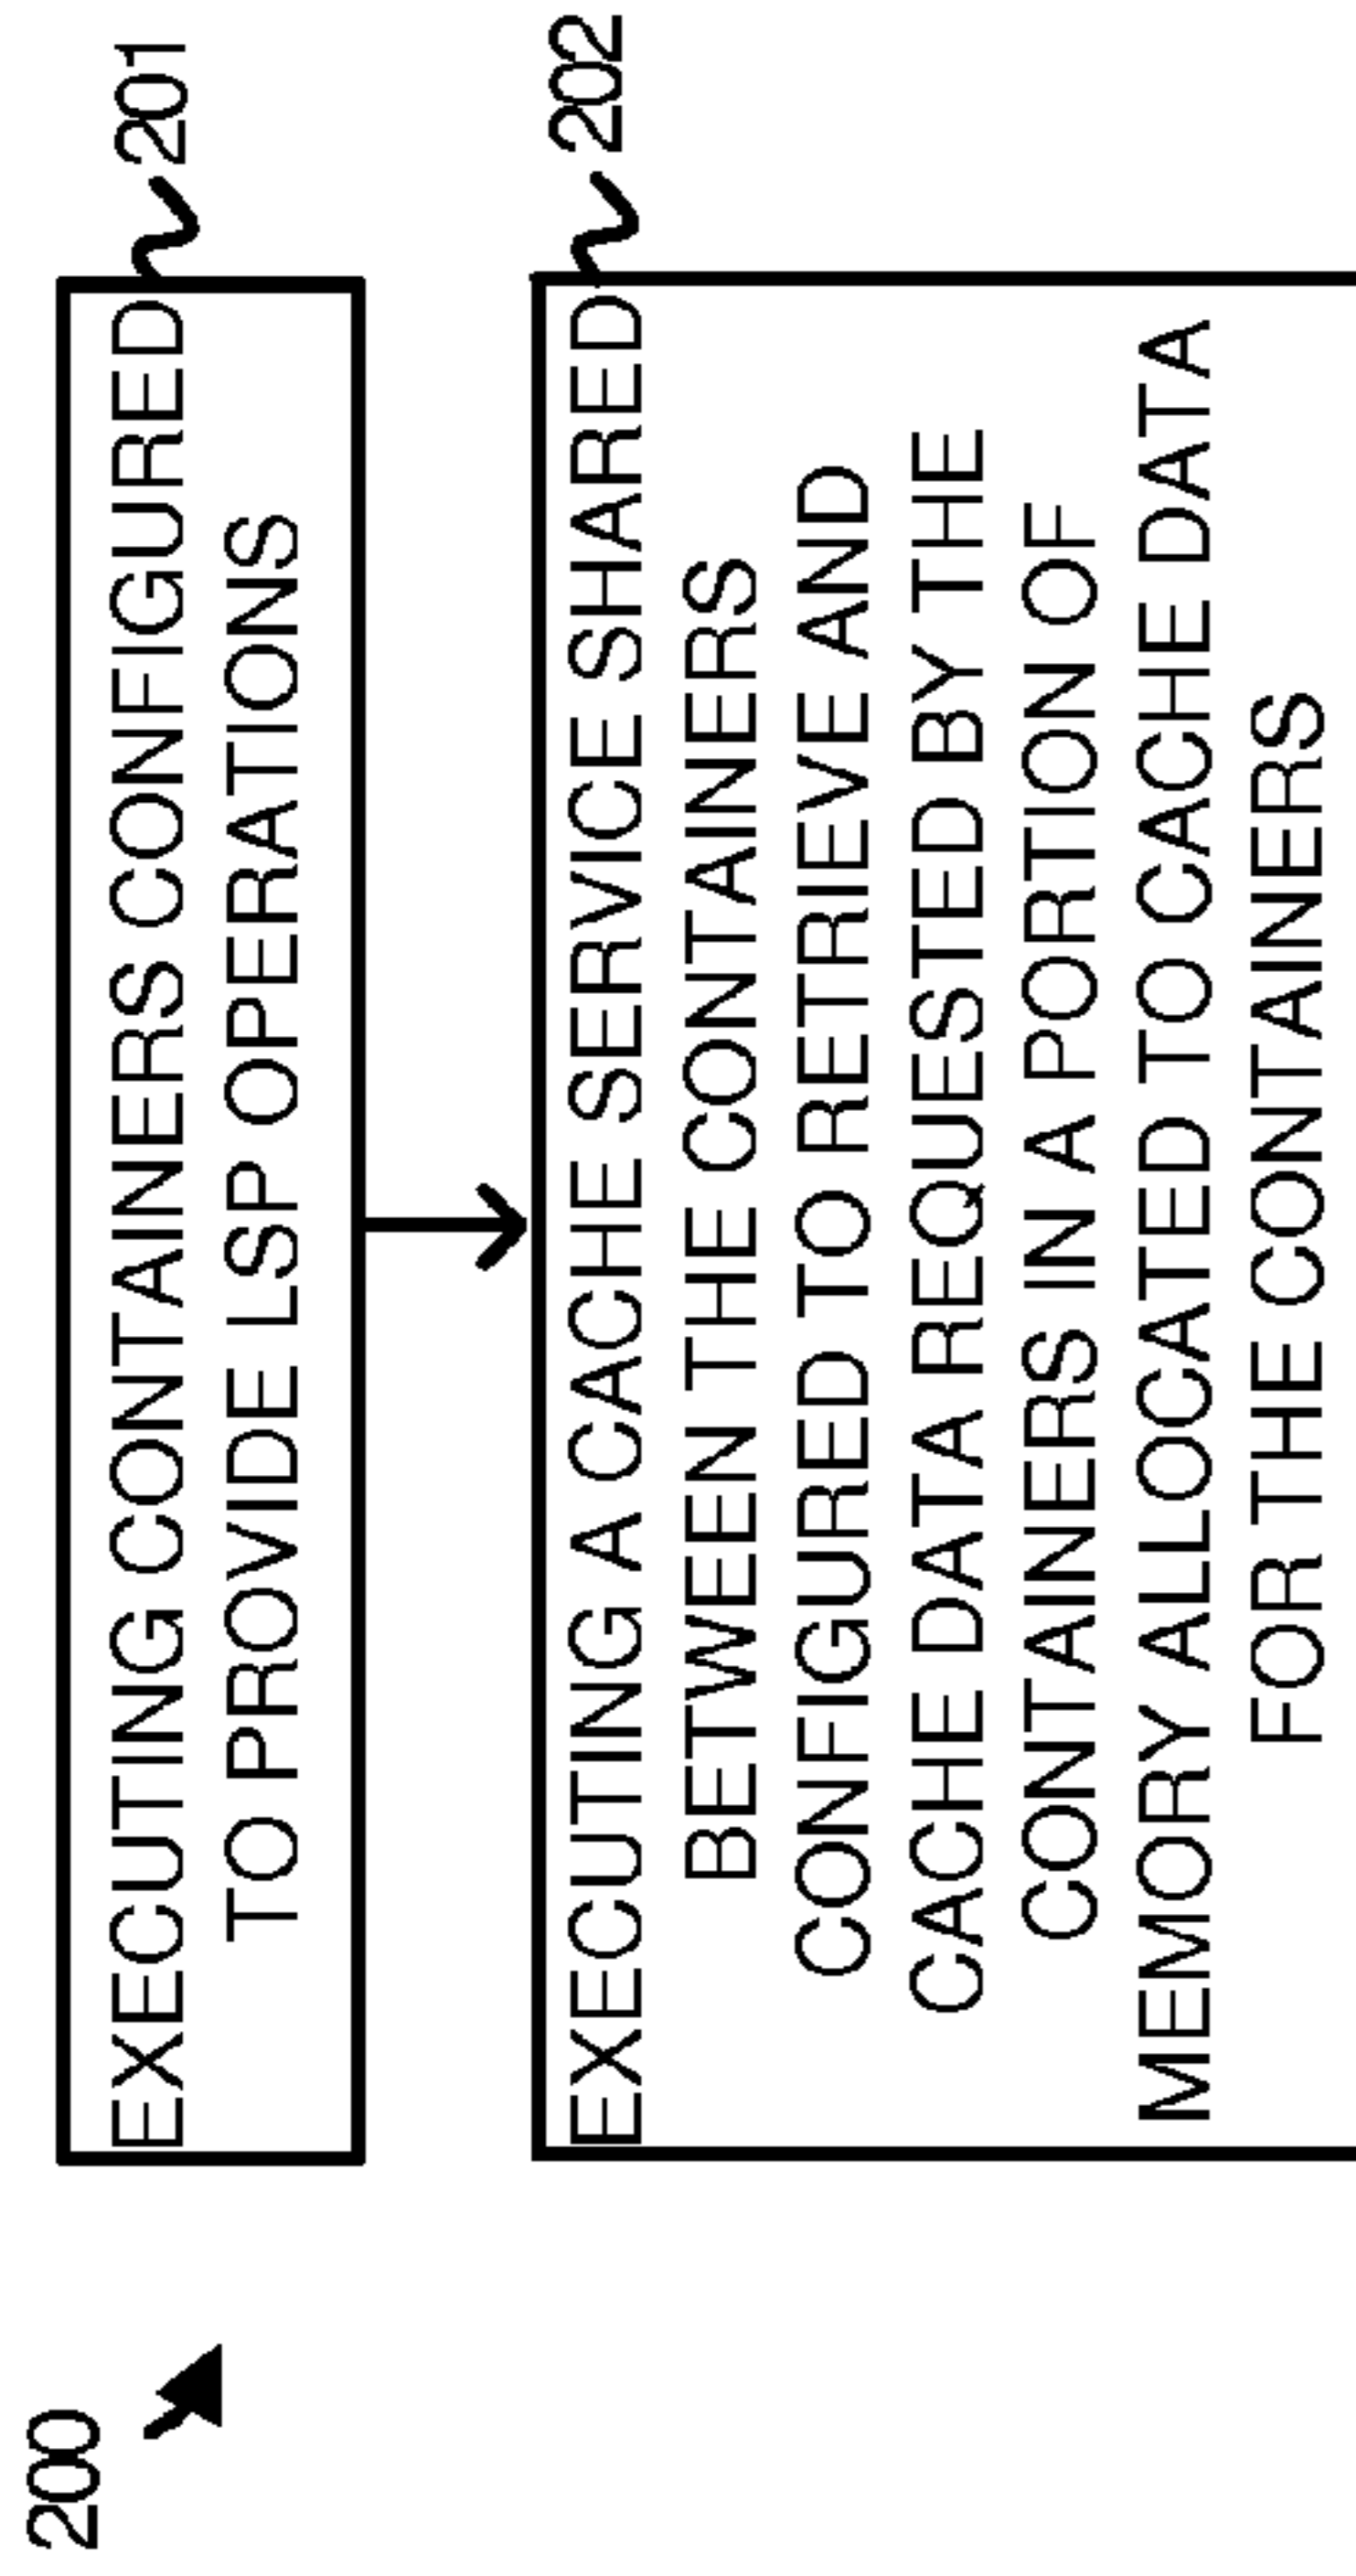 200
EXECUTING CONTAINERS CONFIGURED
TO PROVIDE LSP OPERATIONS
201
EXECUTING A CACHE SERVICE SHARED
BETWEEN THE CONTAINERS
CONFIGURED TO RETRIEVE AND
CACHE DATA REQUESTED BY THE
CONTAINERS IN A PORTION OF
MEMORY ALLOCATED TO CACHE DATA
FOR THE CONTAINERS
202